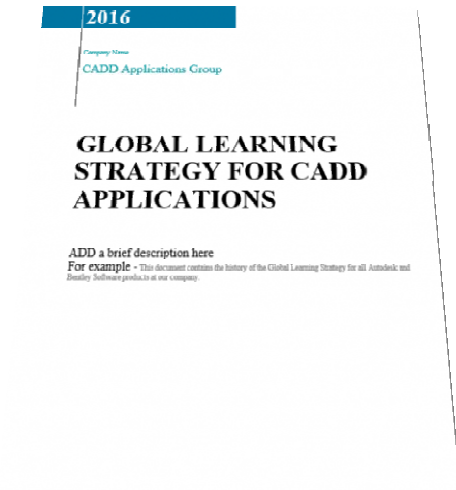 2016
Company Name
CADD Applications Group
GLOBAL LEARNING
STRATEGY FOR CADD
APPLICATIONS
ADD a brief description here
For example - This document contains the history of the Global Learning Strategy for all Autodesk and
Bentley Software products at our company.